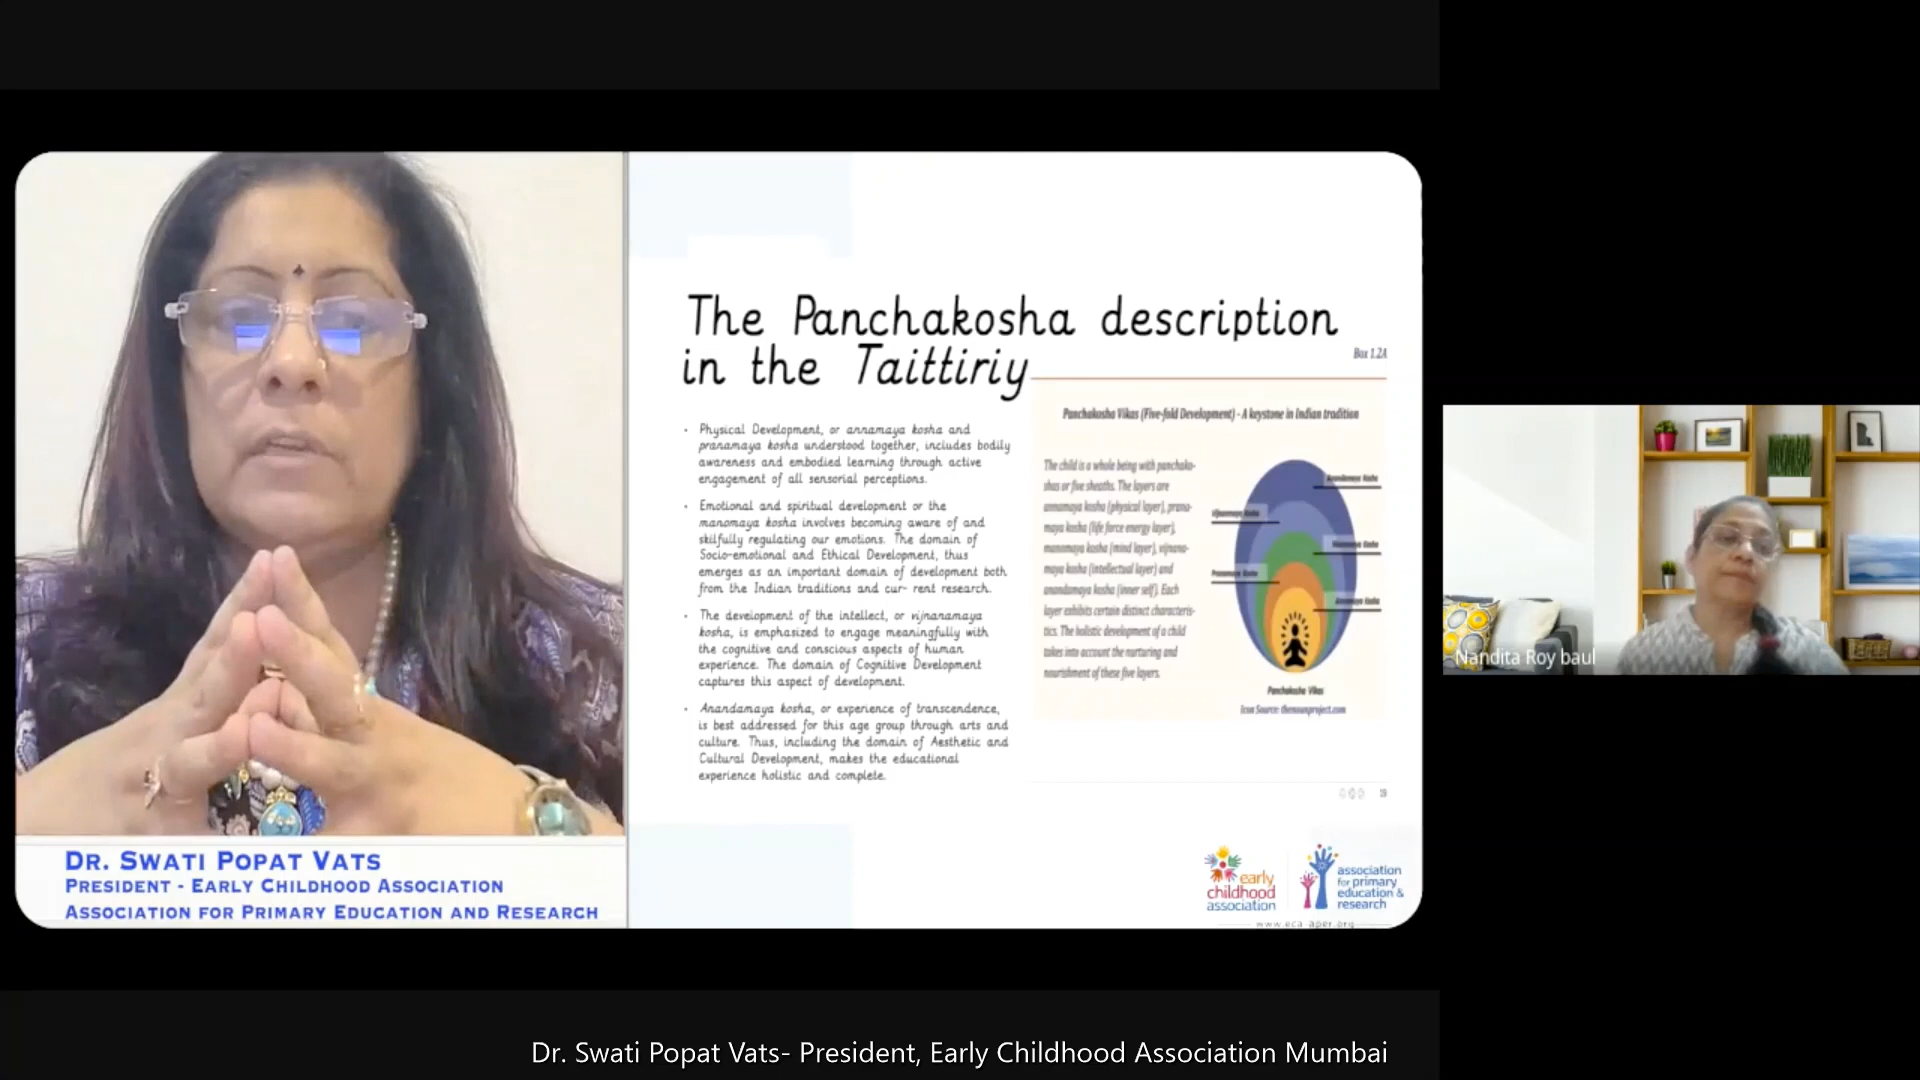 The Panchakosha description
in the Taittiriy
• Physical Development, or annamaya kosha and
pranamaya kosha understood together, includes bodily
awareness and embodied learning through active
engagement of all sensorial perceptions.
• Emotional and spiritual development or the
manomaya kosha involves becoming aware of and
skilfully regulating our emotions. The domain of
Socio-emotional and Ethical Development, thus
emerges as an important domain of development both
from the Indian traditions and cur- rent research.
• The development of the intellect, or vijnanamaya
kosha, is emphasized to engage meaningfully with
the cognitive and conscious aspects of human
experience. The domain of Cognitive Development
captures this aspect of development.
• Anandamaya kosha, or experience of transcendence,
is best addressed for this age group through arts and
culture. Thus, including the domain of Aesthetic and
Cultural Development, makes the educational
experience holistic and complete.
Box 1.2A
Panchakosha Vikas (Five-fold Development) - A keystone in Indian tradition
The child is a whole being with panchako-
shas or five sheaths. The layers are
annamaya kosha (physical layer), prana-
maya kosha (life force energy layer),
manomaya kosha (mind layer), vijnana-
maya kosha (intellectual layer) and
anandamaya kosha (inner self). Each
layer exhibits certain distinct characteris-
tics. The holistic development of a child
takes into account the nurturing and
nourishment of these five layers.
Panchakosha Vikas
Icon Source: thenounproject.com
19
early
childhood
association
association
for primary
education &
research
www.eca-aper.org
Dr. Swati Popat Vats
President - Early Childhood Association
Association for Primary Education and Research
Nandita Roy baul
Dr. Swati Popat Vats- President, Early Childhood Association Mumbai